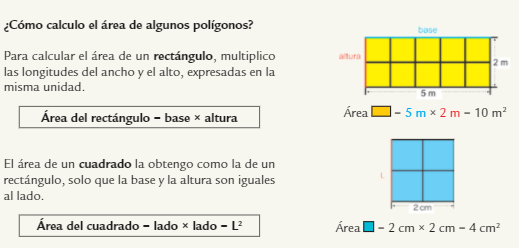 ¿Cómo calculo el área de algunos polígonos?
Para calcular el área de un rectángulo, multiplico
las longitudes del ancho y el alto, expresadas en la
misma unidad.
Área del rectángulo = base × altura
base
altura
2 m
5 m
Área = 5 m × 2 m = 10 m²
El área de un cuadrado la obtengo como la de un
rectángulo, solo que la base y la altura son iguales
al lado.
Área del cuadrado = lado × lado = L²
L
2 cm
Área = 2 cm × 2 cm = 4 cm²